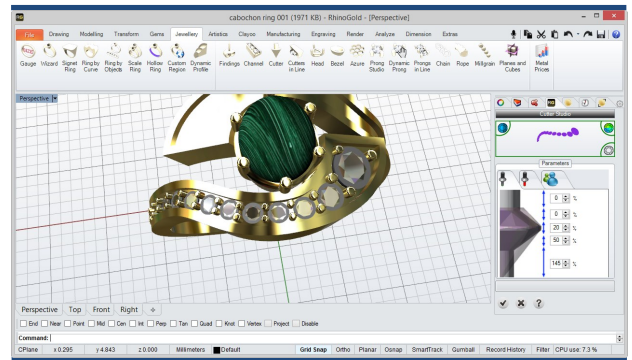 RG
cabochon ring 001 (1971 KB) - RhinoGold - [Perspective]
File Drawing Modelling Transform Gems Jewellery Artistics Clayoo Manufacturing Engraving Render Analyze Dimension Extras
Gauge Wizard Signet Ring Ring by Curve Ring by Objects Scale Ring Hollow Ring Custom Region Dynamic Profile Findings Channel Cutter Cutters in Line Head Bezel Azure Prong Studio Dynamic Prong Prongs in Line Chain Rope Millgrain Planes and Cubes Metal Prices
Perspective
RG
Cutter Studio
Parameters
0 %
0 %
20 %
50 %
145 %
Perspective Top Front Right
End Near Point Mid Cen Int Perp Tan Quad Knot Vertex Project Disable
Command:
CPlane x 0.295 y 4.843 z 0.000 Millimeters Default Grid Snap Ortho Planar Osnap SmartTrack Gumball Record History Filter CPU use: 7.3 %